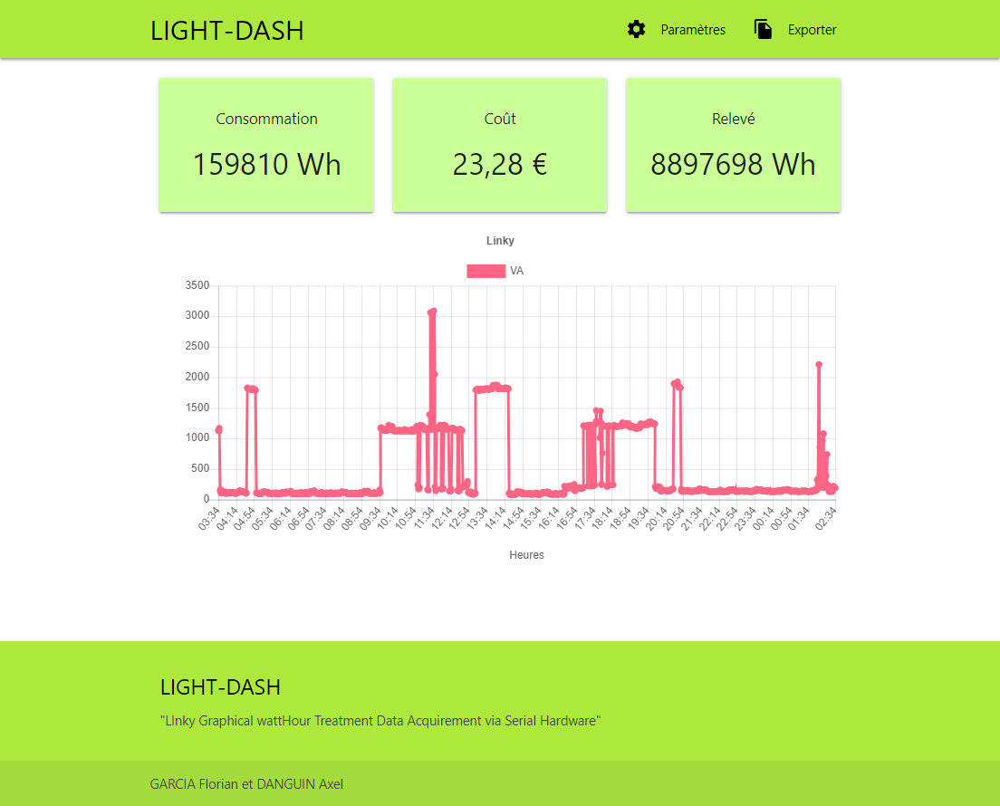 LIGHT-DASH
Paramètres
Exporter
Consommation
159810 Wh
Coût
23,28 €
Relevé
8897698 Wh
Linky
VA
3500
3000
2500
2000
1500
1000
500
0
03:34 04:14 04:54 05:34 06:14 06:54 07:34 08:14 08:54 09:34 10:14 10:54 11:34 12:14 12:54 13:34 14:14 14:54 15:34 16:14 16:54 17:34 18:14 18:54 19:34 20:14 20:54 21:34 22:14 22:54 23:34 00:14 00:54 01:34 02:34
Heures
LIGHT-DASH
"LInky Graphical wattHour Treatment Data Acquirement via Serial Hardware"
GARCIA Florian et DANGUIN Axel